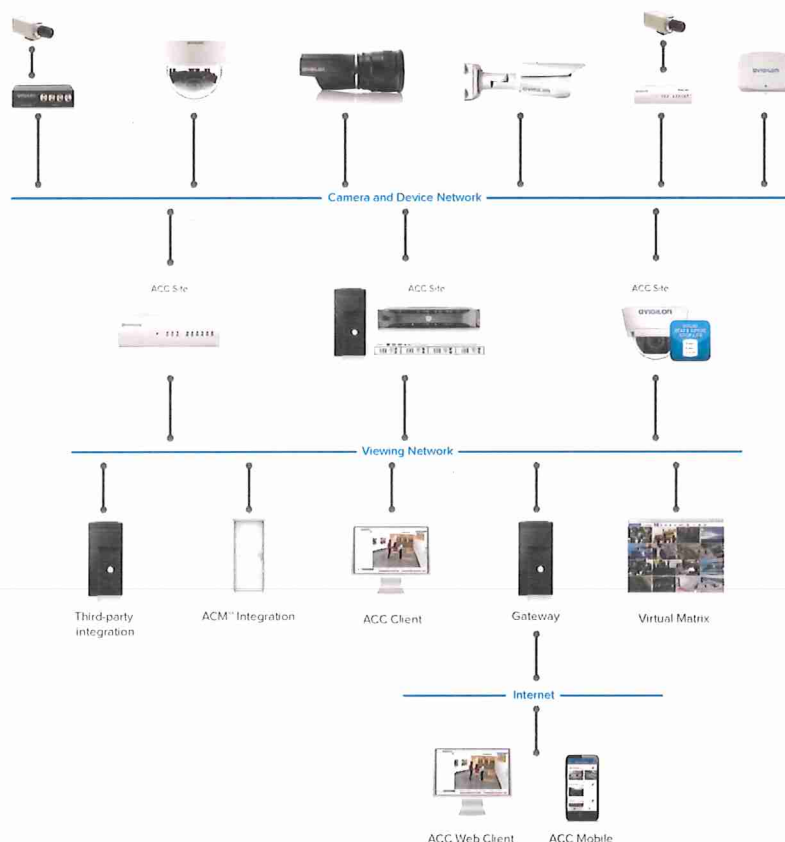 Camera and Device Network
ACC Site
ACC Site
ACC Site
AVIGILON
Viewing Network
Third-party
integration
ACM™ Integration
ACC Client
Gateway
Virtual Matrix
Internet
ACC Web Client
ACC Mobile